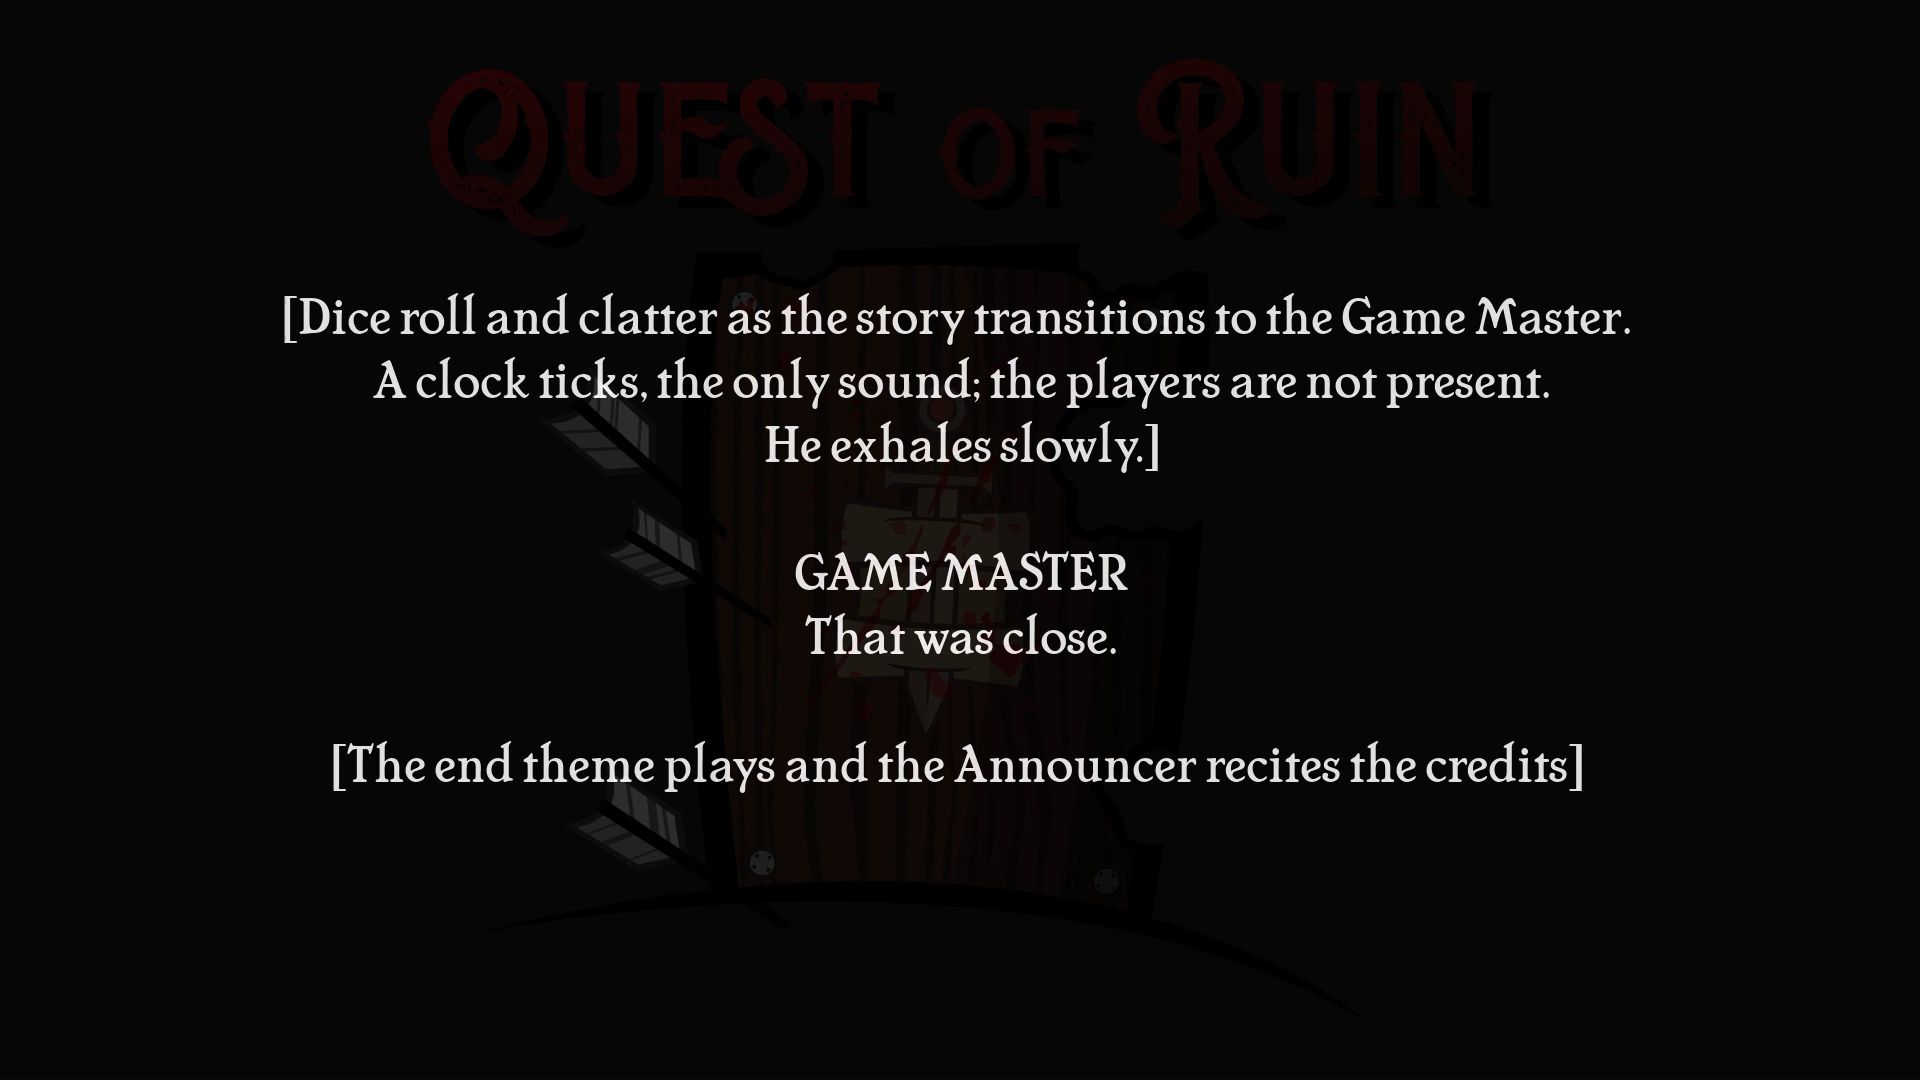 QUEST OF RUIN
[Dice roll and clatter as the story transitions to the Game Master.
A clock ticks, the only sound; the players are not present.
He exhales slowly.]
GAME MASTER
That was close.
[The end theme plays and the Announcer recites the credits]